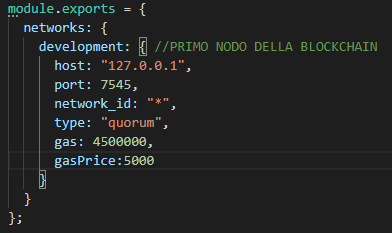 module.exports = {
networks: {
development: { //PRIMO NODO DELLA BLOCKCHAIN
host: "127.0.0.1",
port: 7545,
network_id: "*",
type: "quorum",
gas: 4500000,
gasPrice:5000
}
}
};